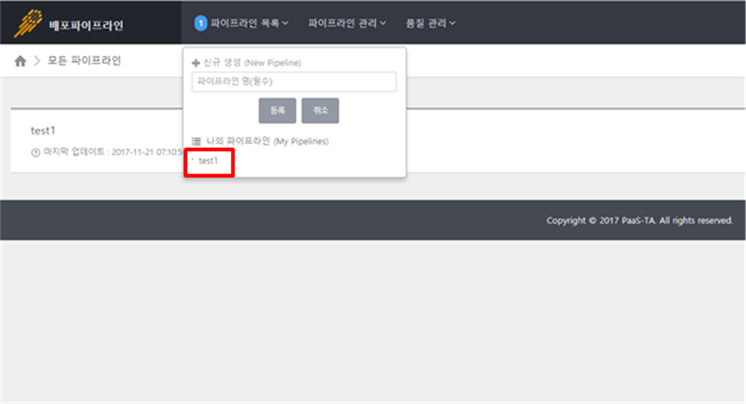 배포파이프라인
1 파이프라인 목록 파이프라인 관리 품질 관리
모든 파이프라인
신규 생성 (New Pipeline)
파이프라인 명(필수)
등록 취소
나의 파이프라인 (My Pipelines)
test1
test1
마지막 업데이트 : 2017-11-21 07:10:5
Copyright © 2017 PaaS-TA. All rights reserved.